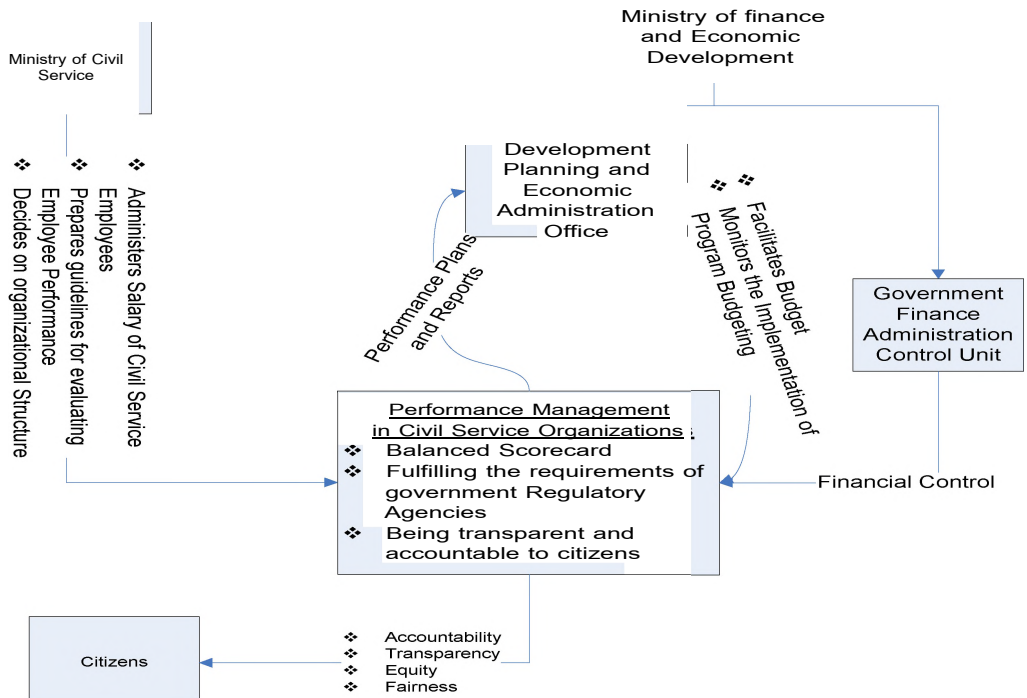 Ministry of finance
and Economic
Development
Ministry of Civil
Service
❖ Administers Salary of Civil Service
Employees
❖ Prepares guidelines for evaluating
Employee Performance
❖ Decides on organizational Structure
Development
Planning and
Economic
Administration
Office
Performance Plans
and Reports
❖ Facilitates Budget
❖ Monitors the Implementation of
Program Budgeting
Government
Finance
Administration
Control Unit
Financial Control
Performance Management
in Civil Service Organizations
❖ Balanced Scorecard
❖ Fulfilling the requirements of
government Regulatory
Agencies
❖ Being transparent and
accountable to citizens
Citizens
❖ Accountability
❖ Transparency
❖ Equity
❖ Fairness